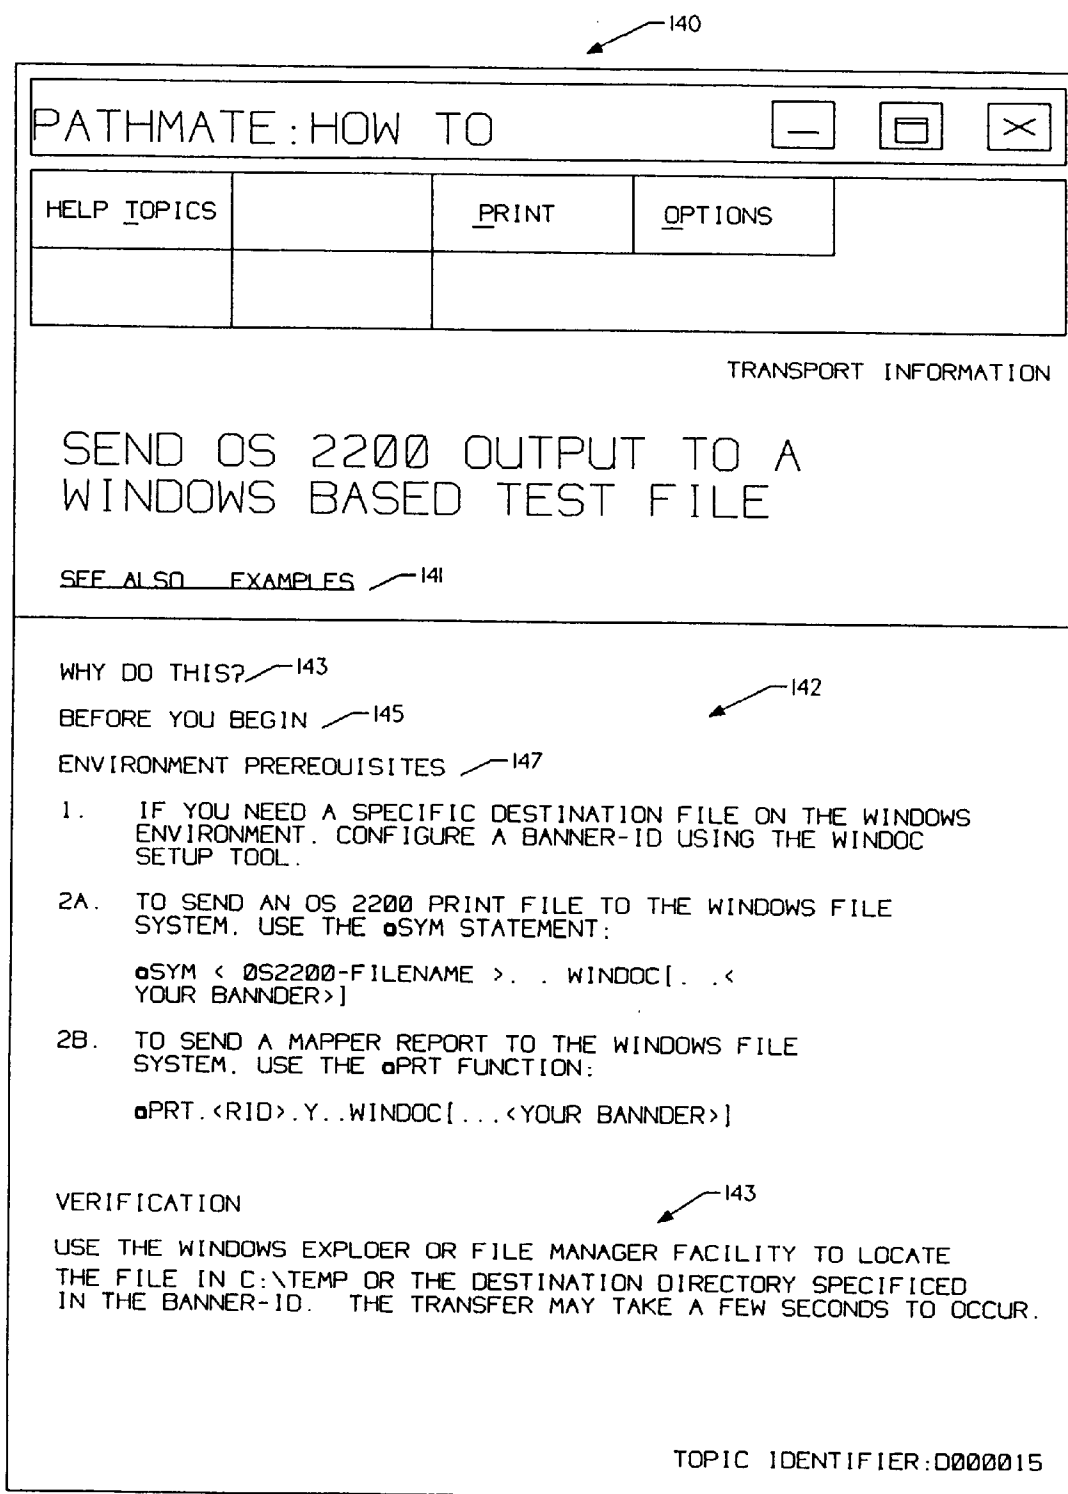 140
PATHMATE:HOW TO
HELP TOPICS PRINT OPTIONS
TRANSPORT INFORMATION
SEND OS 2200 OUTPUT TO A
WINDOWS BASED TEST FILE
SEE ALSO EXAMPLES 141
WHY DO THIS? 143
142
BEFORE YOU BEGIN 145
ENVIRONMENT PREREQUISITES 147
1. IF YOU NEED A SPECIFIC DESTINATION FILE ON THE WINDOWS
ENVIRONMENT. CONFIGURE A BANNER-ID USING THE WINDOC
SETUP TOOL.
2A. TO SEND AN OS 2200 PRINT FILE TO THE WINDOWS FILE
SYSTEM. USE THE @SYM STATEMENT:
@SYM < OS2200-FILENAME >. . WINDOC[. .<
YOUR BANNDER>]
2B. TO SEND A MAPPER REPORT TO THE WINDOWS FILE
SYSTEM. USE THE @PRT FUNCTION:
@PRT.<RID>.Y..WINDOC[...<YOUR BANNDER>]
VERIFICATION 143
USE THE WINDOWS EXPLOER OR FILE MANAGER FACILITY TO LOCATE
THE FILE IN C:\TEMP OR THE DESTINATION DIRECTORY SPECIFICED
IN THE BANNER-ID. THE TRANSFER MAY TAKE A FEW SECONDS TO OCCUR.
TOPIC IDENTIFIER:D000015